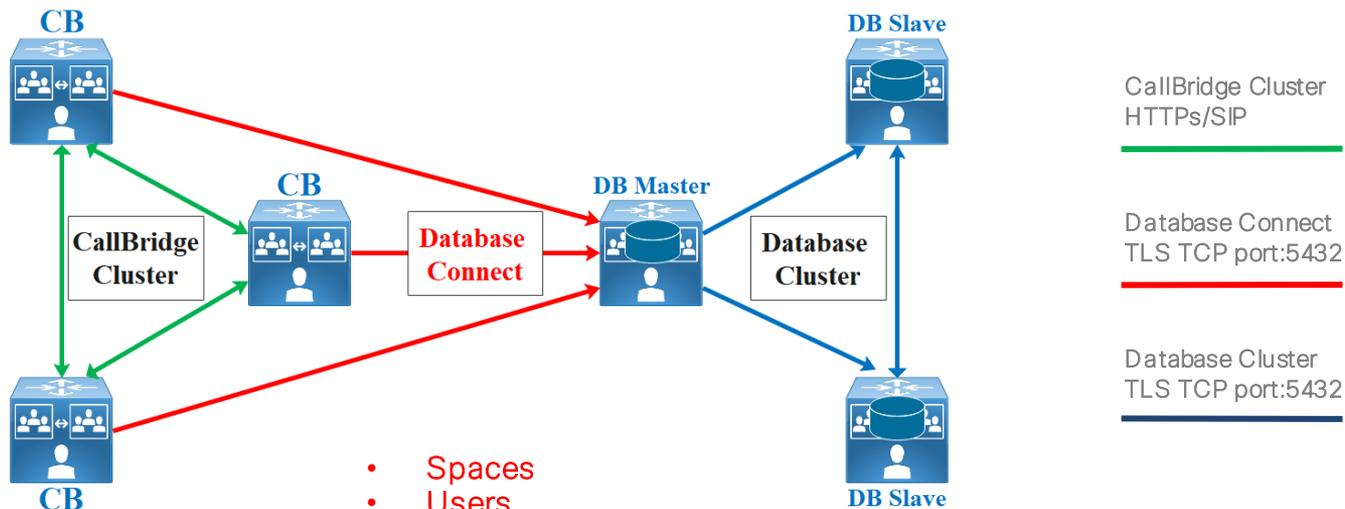 CB
DB Slave
CallBridge Cluster
HTTPs/SIP
CB
DB Master
CallBridge
Cluster
Database
Connect
Database
Cluster
Database Connect
TLS TCP port:5432
Database Cluster
TLS TCP port:5432
• Spaces
• Users
CB
DB Slave